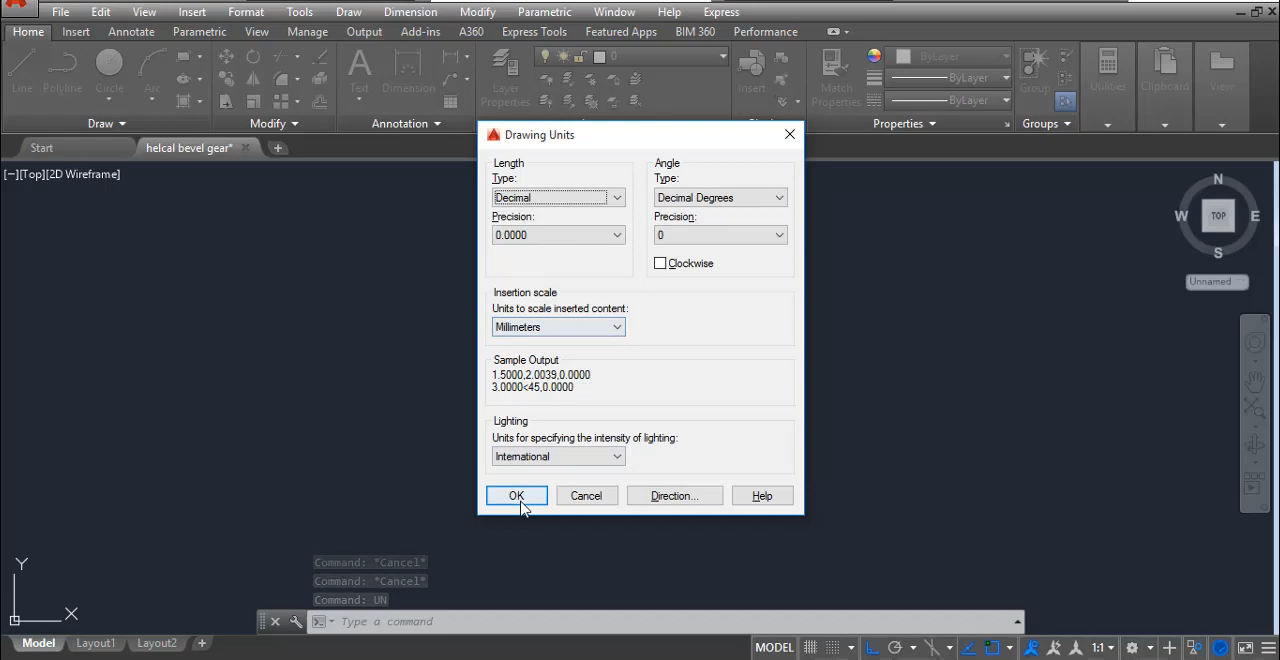 File Edit View Insert Format Tools Draw Dimension Modify Parametric Window Help Express
Home Insert Annotate Parametric View Manage Output Add-ins A360 Express Tools Featured Apps BIM 360 Performance
0
ByLayer
ByLayer
ByLayer
Line Polyline Circle Arc Text Dimension Layer Properties Insert Match Properties Group Utilities Clipboard View
Draw Modify Annotation Properties Groups
Start helcal bevel gear*
[−][Top][2D Wireframe]
N
W TOP E
S
Unnamed
Drawing Units
Length
Type:
Decimal
Precision:
0.0000
Angle
Type:
Decimal Degrees
Precision:
0
Clockwise
Insertion scale
Units to scale inserted content:
Millimeters
Sample Output
1.5000,2.0039,0.0000
3.0000<45,0.0000
Lighting
Units for specifying the intensity of lighting:
International
OK Cancel Direction... Help
Y
X
Command: *Cancel*
Command: *Cancel*
Command: UN
Type a command
Model Layout1 Layout2 +
MODEL 1:1